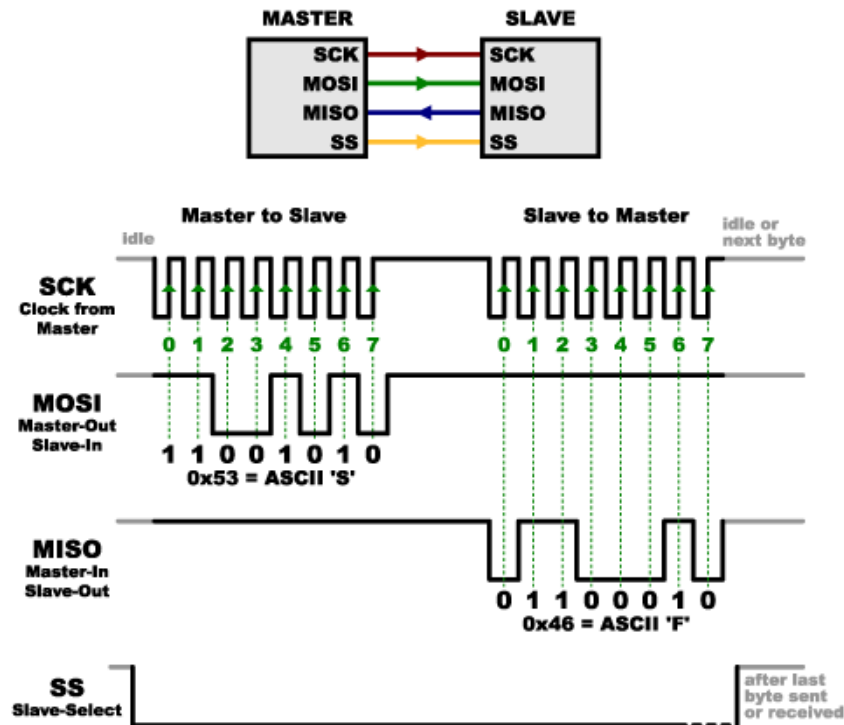 MASTER SLAVE
SCK SCK
MOSI MOSI
MISO MISO
SS SS
Master to Slave Slave to Master
idle
idle or
next byte
SCK
Clock from
Master
0 1 2 3 4 5 6 7 0 1 2 3 4 5 6 7
MOSI
Master-Out
Slave-In
1 1 0 0 1 0 1 0
0x53 = ASCII 'S'
MISO
Master-In
Slave-Out
0 1 1 0 0 0 1 0
0x46 = ASCII 'F'
SS
Slave-Select
after last
byte sent
or received